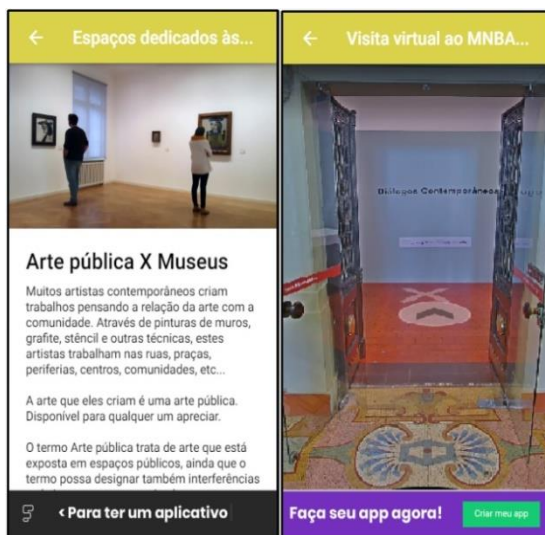 Espaços dedicados às...
Arte pública X Museus
Muitos artistas contemporâneos criam
trabalhos pensando a relação da arte com a
comunidade. Através de pinturas de muros,
grafite, stêncil e outras técnicas, estes
artistas trabalham nas ruas, praças,
periferias, centros, comunidades, etc...
A arte que eles criam é uma arte pública.
Disponível para qualquer um apreciar.
O termo Arte pública trata de arte que está
exposta em espaços públicos, ainda que o
termo possa designar também interferências
< Para ter um aplicativo
Visita virtual ao MNBA...
Diálogos Contemporâneos
Faça seu app agora!
Criar meu app